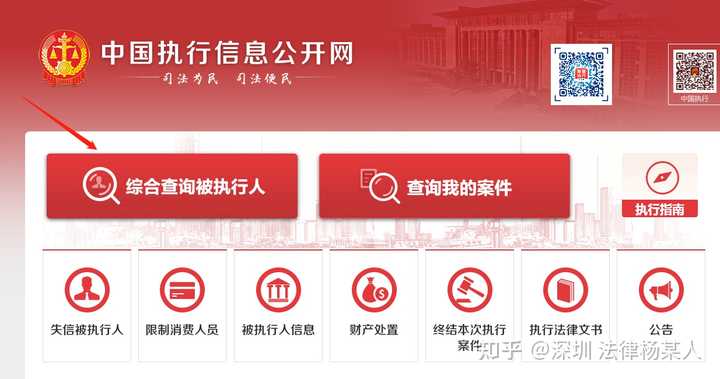 中国执行信息公开网
司法为民 司法便民
中国执行
综合查询被执行人
查询我的案件
执行指南
失信被执行人
限制消费人员
被执行人信息
财产处置
终结本次执行
案件
执行法律文书
公告
知乎 @深圳 法律杨某人